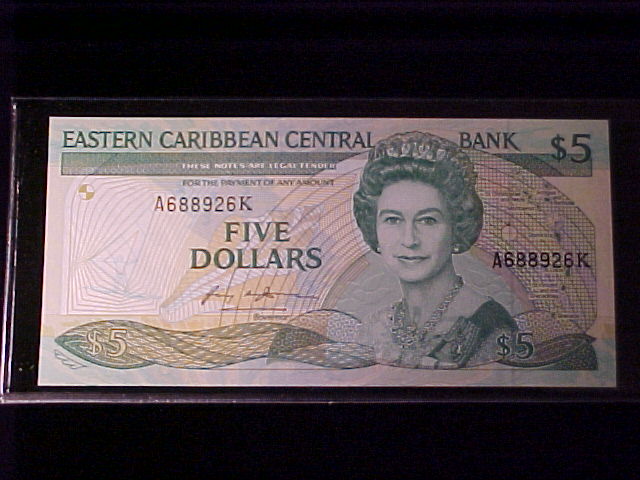 EASTERN CARIBBEAN CENTRAL BANK $5
THESE NOTES ARE LEGAL TENDER
FOR THE PAYMENT OF ANY AMOUNT
A688926K
FIVE
DOLLARS
A688926K
Governor
$5 $5